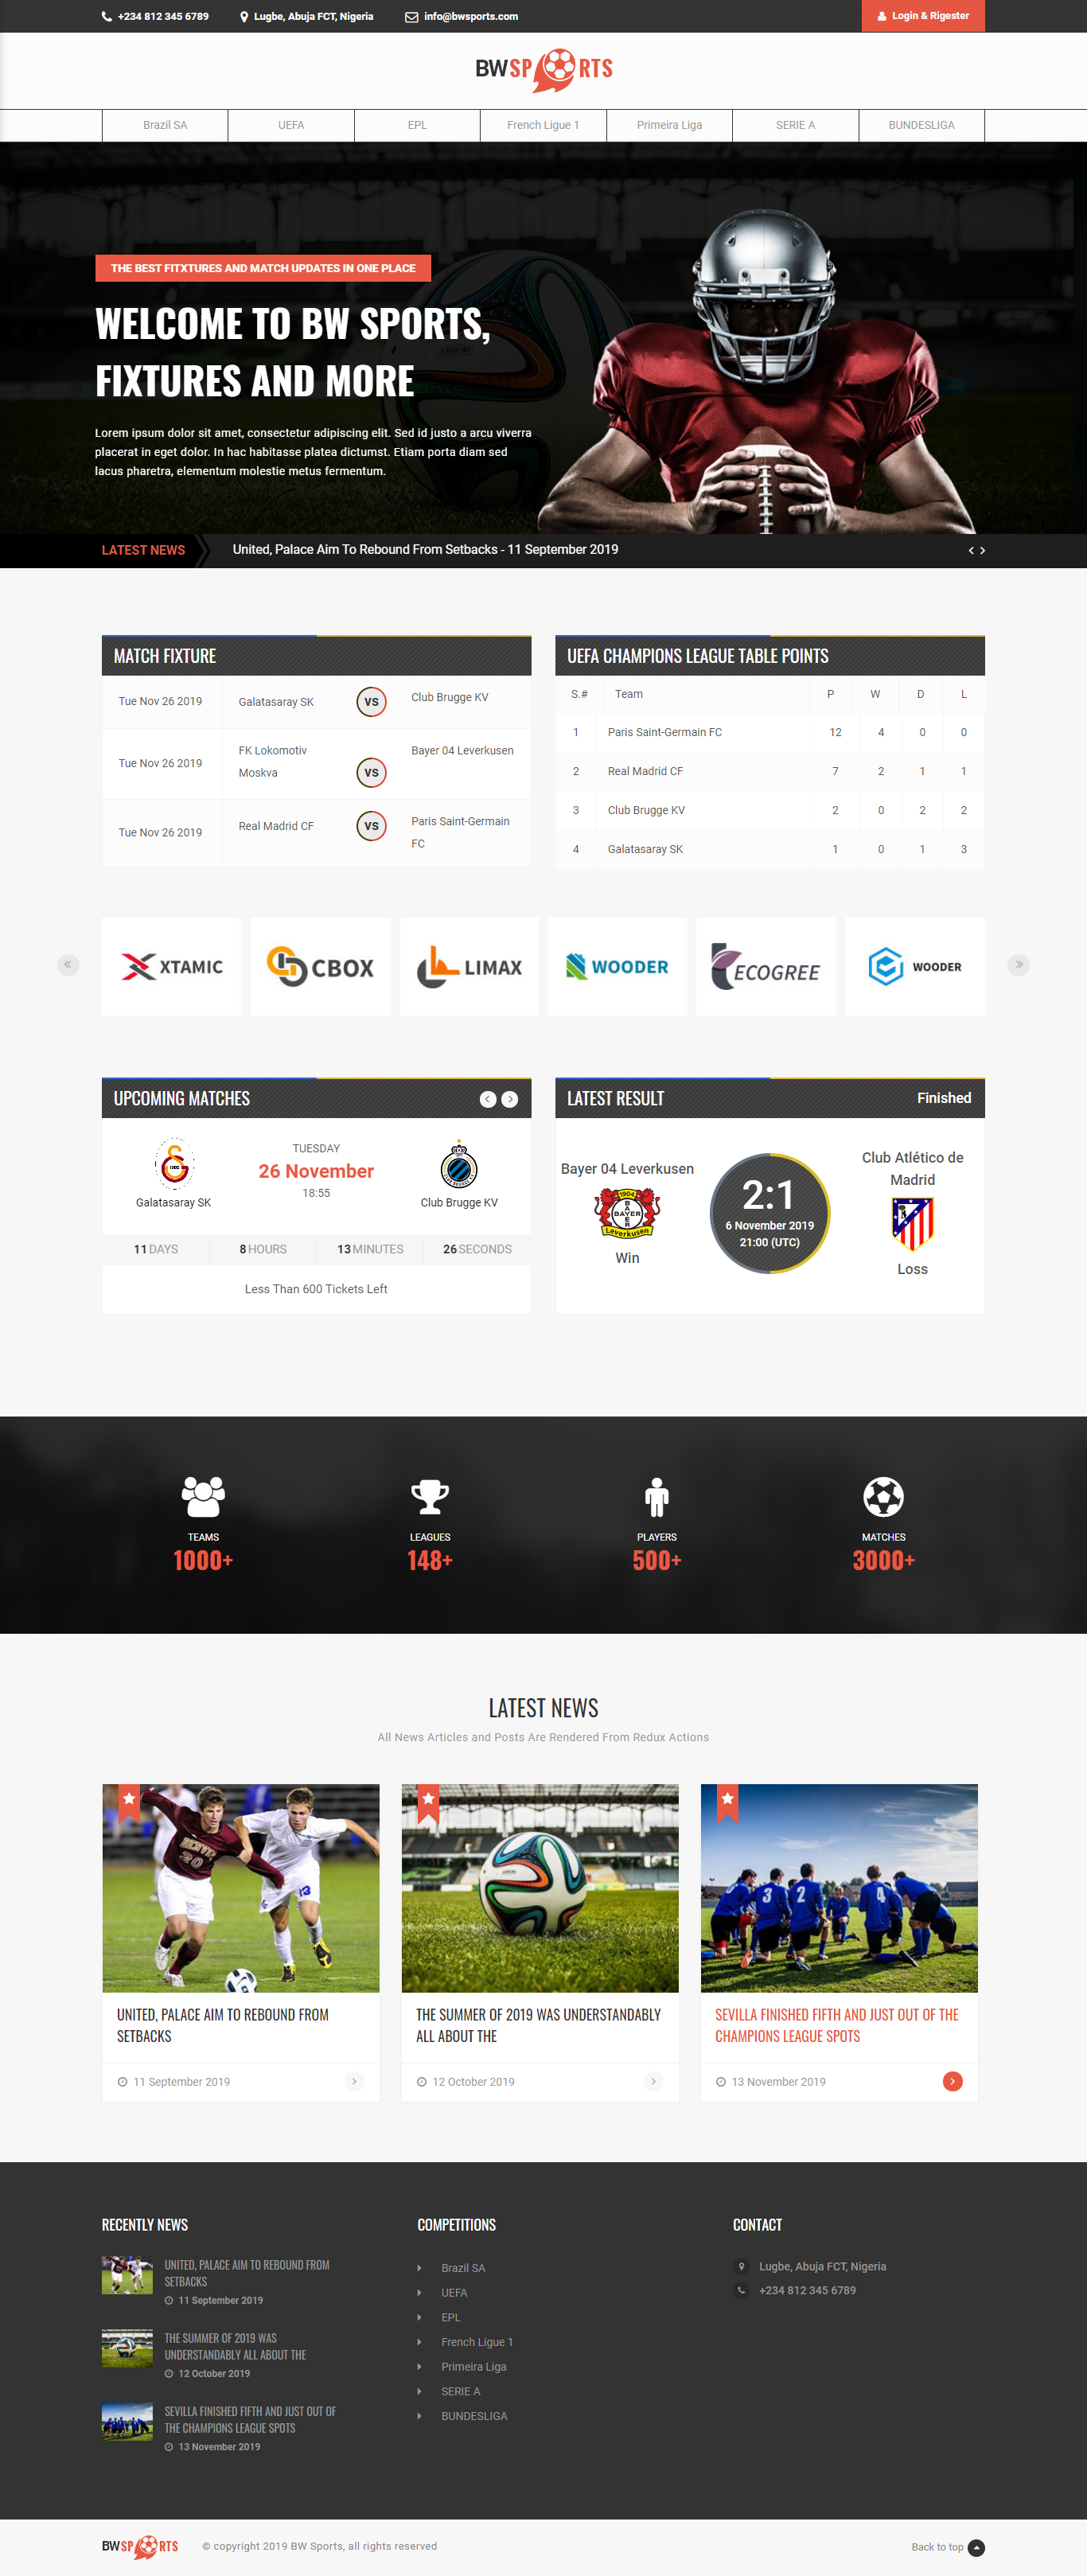 +234 812 345 6789
Lugbe, Abuja FCT, Nigeria
info@bwsports.com
Login & Rigester
BWSPORTS
Brazil SA
UEFA
EPL
French Ligue 1
Primeira Liga
SERIE A
BUNDESLIGA
THE BEST FITXTURES AND MATCH UPDATES IN ONE PLACE
WELCOME TO BW SPORTS,
FIXTURES AND MORE
Lorem ipsum dolor sit amet, consectetur adipiscing elit. Sed id justo a arcu viverra
placerat in eget dolor. In hac habitasse platea dictumst. Etiam porta diam sed
lacus pharetra, elementum molestie metus fermentum.
LATEST NEWS
United, Palace Aim To Rebound From Setbacks - 11 September 2019
MATCH FIXTURE
Tue Nov 26 2019 Galatasaray SK VS Club Brugge KV
Tue Nov 26 2019 FK Lokomotiv
Moskva VS Bayer 04 Leverkusen
Tue Nov 26 2019 Real Madrid CF VS Paris Saint-Germain
FC
UEFA CHAMPIONS LEAGUE TABLE POINTS
S.# Team P W D L
1 Paris Saint-Germain FC 12 4 0 0
2 Real Madrid CF 7 2 1 1
3 Club Brugge KV 2 0 2 2
4 Galatasaray SK 1 0 1 3
XTAMIC
CBOX
LIMAX
WOODER
ECOGREE
WOODER
UPCOMING MATCHES
TUESDAY
26 November
18:55
Galatasaray SK
Club Brugge KV
11 DAYS
8 HOURS
13 MINUTES
26 SECONDS
Less Than 600 Tickets Left
LATEST RESULT
Finished
Bayer 04 Leverkusen
1904
BAYER
Leverkusen
Win
2:1
6 November 2019
21:00 (UTC)
Club Atlético de
Madrid
Loss
TEAMS
1000+
LEAGUES
148+
PLAYERS
500+
MATCHES
3000+
LATEST NEWS
All News Articles and Posts Are Rendered From Redux Actions
UNITED, PALACE AIM TO REBOUND FROM
SETBACKS
11 September 2019
THE SUMMER OF 2019 WAS UNDERSTANDABLY
ALL ABOUT THE
12 October 2019
SEVILLA FINISHED FIFTH AND JUST OUT OF THE
CHAMPIONS LEAGUE SPOTS
13 November 2019
RECENTLY NEWS
UNITED, PALACE AIM TO REBOUND FROM
SETBACKS
11 September 2019
THE SUMMER OF 2019 WAS
UNDERSTANDABLY ALL ABOUT THE
12 October 2019
SEVILLA FINISHED FIFTH AND JUST OUT OF
THE CHAMPIONS LEAGUE SPOTS
13 November 2019
COMPETITIONS
Brazil SA
UEFA
EPL
French Ligue 1
Primeira Liga
SERIE A
BUNDESLIGA
CONTACT
Lugbe, Abuja FCT, Nigeria
+234 812 345 6789
BWSPORTS
© copyright 2019 BW Sports, all rights reserved
Back to top